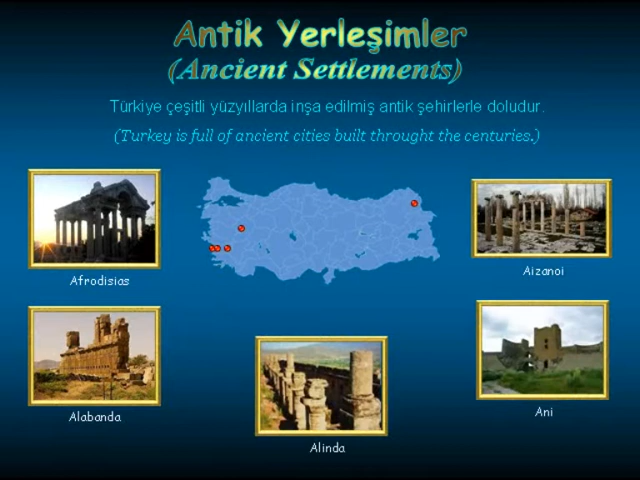 Antik Yerleşimler
(Ancient Settlements)
Türkiye çeşitli yüzyıllarda inşa edilmiş antik şehirlerle doludur.
(Turkey is full of ancient cities built throught the centuries.)
Afrodisias
Aizanoi
Alabanda
Ani
Alinda